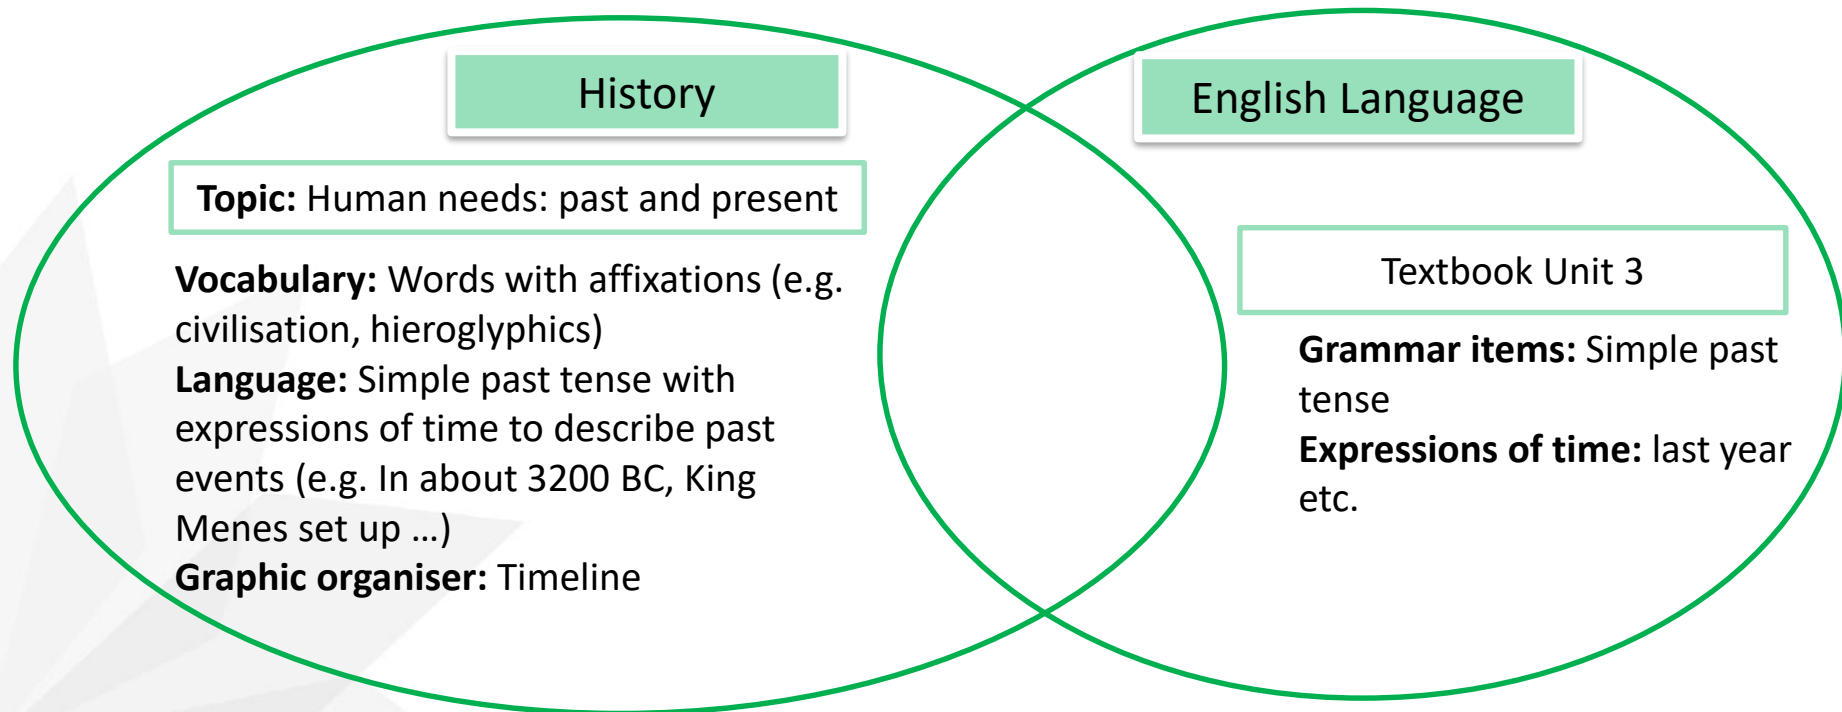 History
Topic: Human needs: past and present
Vocabulary: Words with affixations (e.g.
civilisation, hieroglyphics)
Language: Simple past tense with
expressions of time to describe past
events (e.g. In about 3200 BC, King
Menes set up …)
Graphic organiser: Timeline
English Language
Textbook Unit 3
Grammar items: Simple past
tense
Expressions of time: last year
etc.